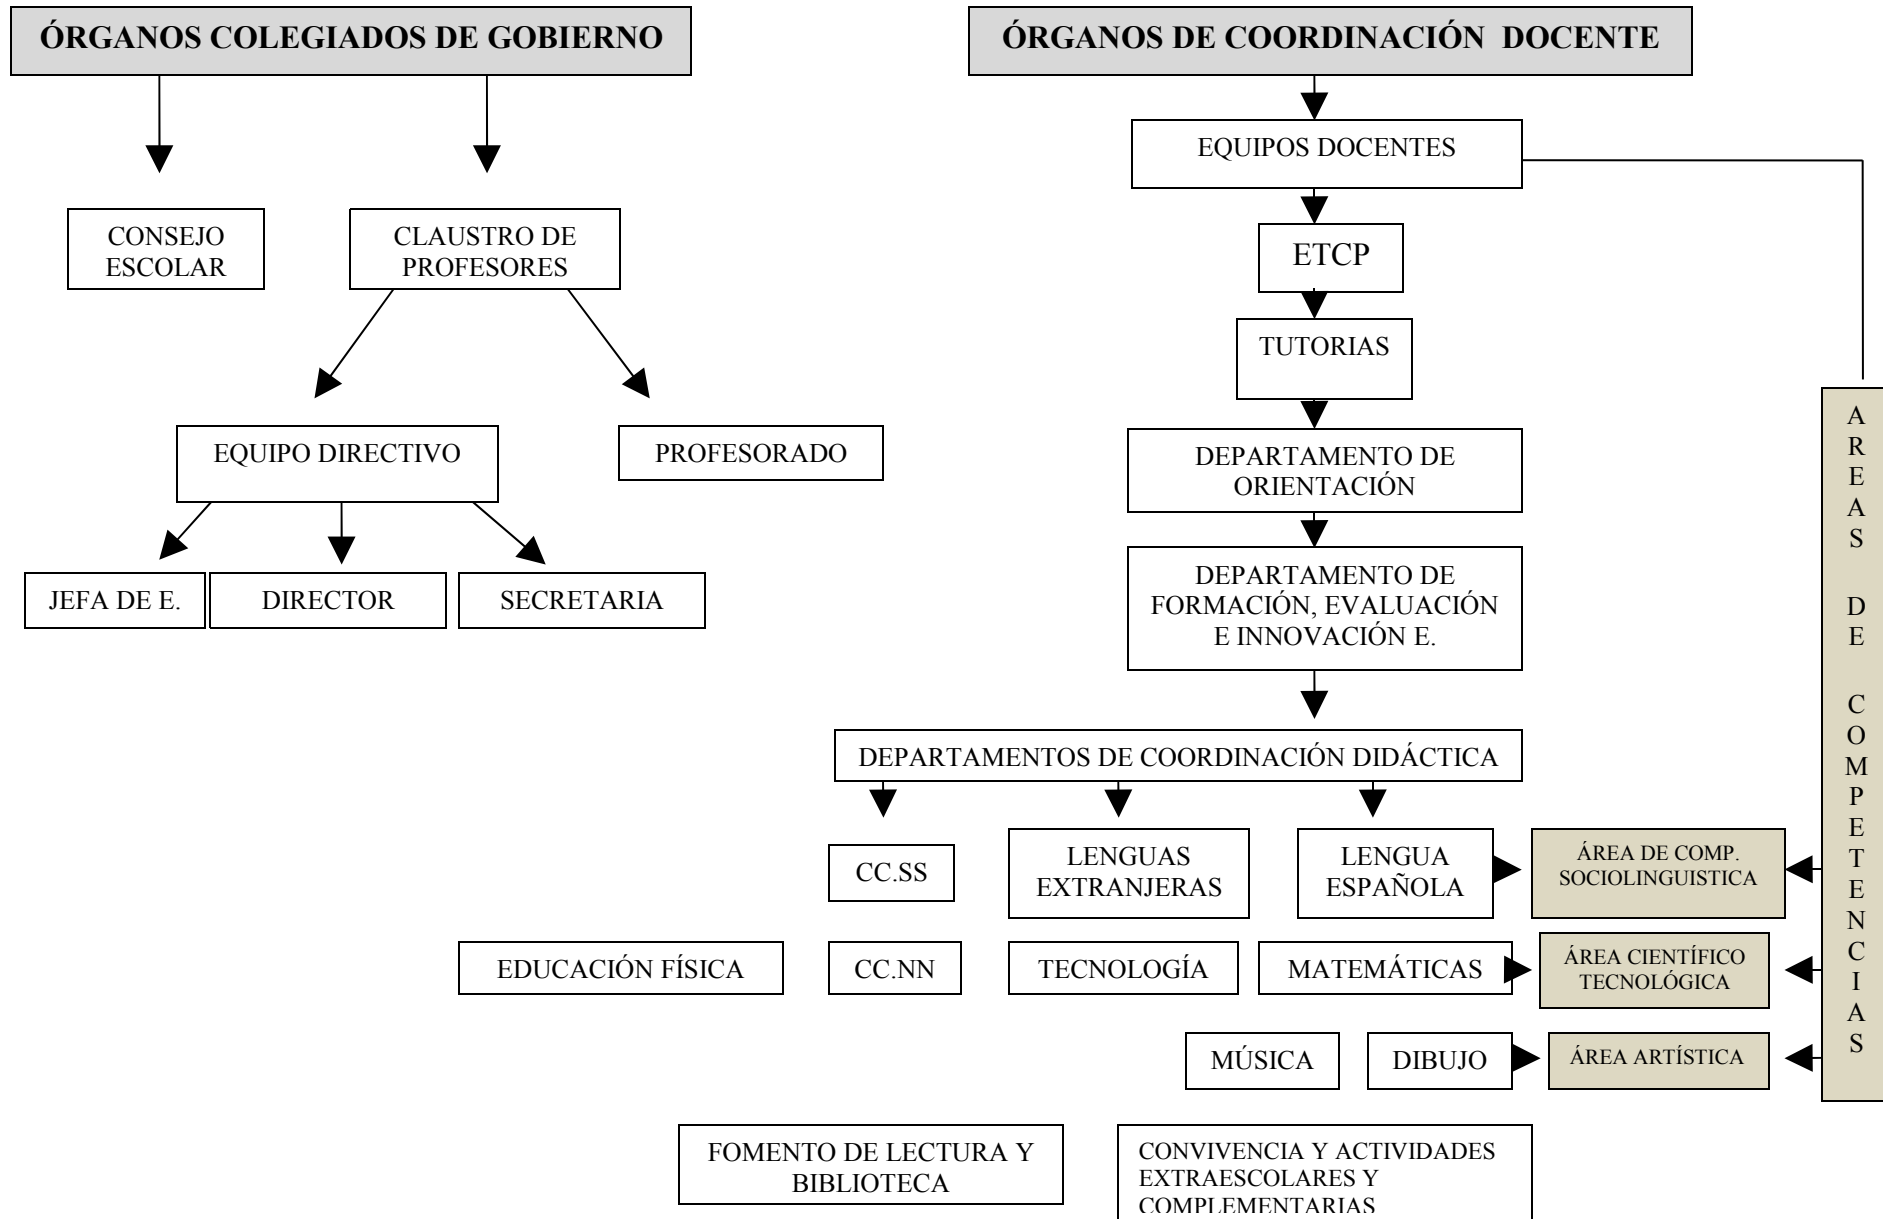 ÓRGANOS COLEGIADOS DE GOBIERNO
ÓRGANOS DE COORDINACIÓN DOCENTE
EQUIPOS DOCENTES
CONSEJO
ESCOLAR
CLAUSTRO DE
PROFESORES
ETCP
TUTORIAS
EQUIPO DIRECTIVO
PROFESORADO
DEPARTAMENTO DE
ORIENTACIÓN
JEFA DE E.
DIRECTOR
SECRETARIA
DEPARTAMENTO DE
FORMACIÓN, EVALUACIÓN
E INNOVACIÓN E.
DEPARTAMENTOS DE COORDINACIÓN DIDÁCTICA
CC.SS
LENGUAS
EXTRANJERAS
LENGUA
ESPAÑOLA
ÁREA DE COMP.
SOCIOLINGUISTICA
EDUCACIÓN FÍSICA
CC.NN
TECNOLOGÍA
MATEMÁTICAS
ÁREA CIENTÍFICO
TECNOLÓGICA
MÚSICA
DIBUJO
ÁREA ARTÍSTICA
AREAS DE COMPETENCIAS
FOMENTO DE LECTURA Y
BIBLIOTECA
CONVIVENCIA Y ACTIVIDADES
EXTRAESCOLARES Y
COMPLEMENTARIAS